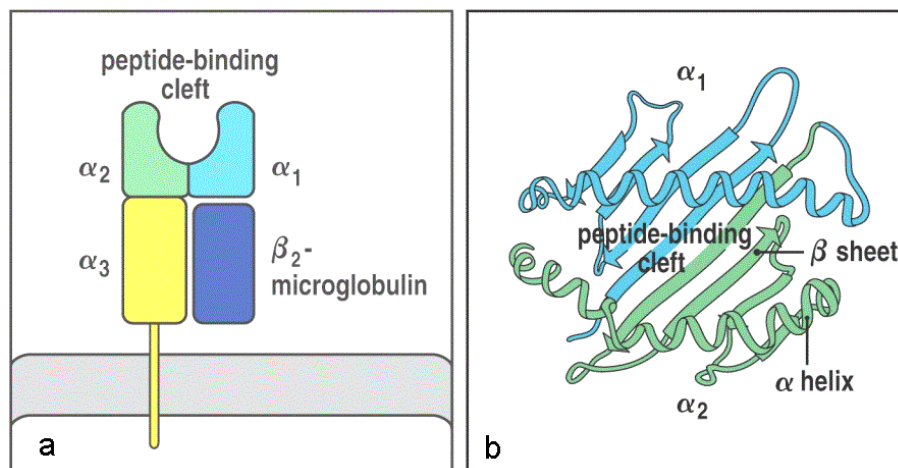 peptide-binding
cleft
α2
α1
α3
β2-
microglobulin
a
α1
peptide-binding
cleft
β sheet
α helix
α2
b